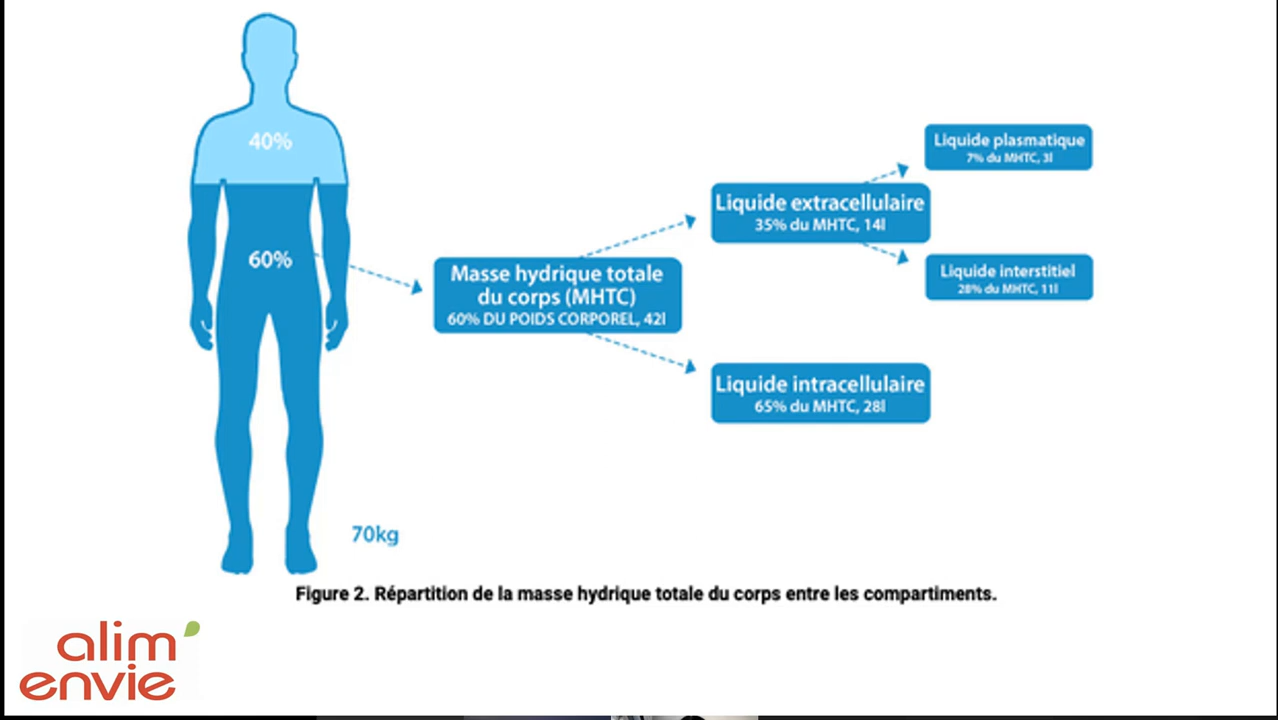 40%
60%
70kg
Masse hydrique totale
du corps (MHTC)
60% DU POIDS CORPOREL, 42l
Liquide extracellulaire
35% du MHTC, 14l
Liquide plasmatique
7% du MHTC, 3l
Liquide interstitiel
28% du MHTC, 11l
Liquide intracellulaire
65% du MHTC, 28l
Figure 2. Répartition de la masse hydrique totale du corps entre les compartiments.
alim'
envie